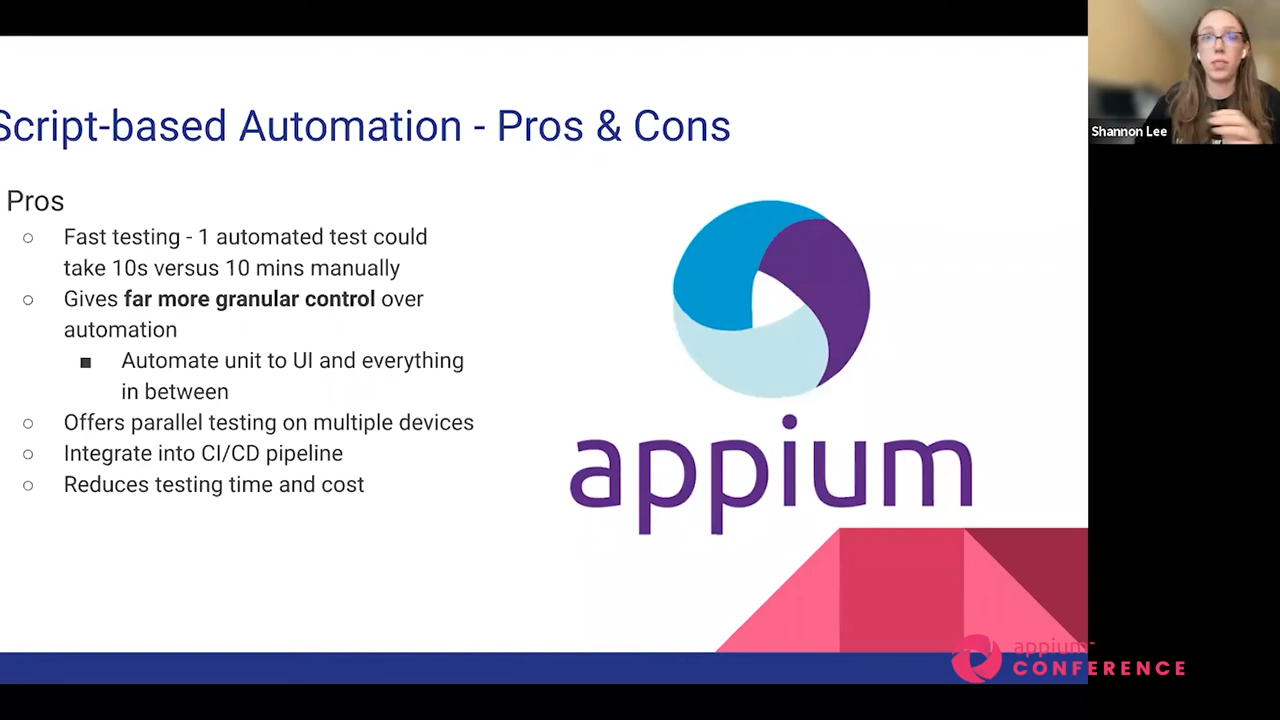 Script-based Automation - Pros & Cons
Pros
Fast testing - 1 automated test could
take 10s versus 10 mins manually
Gives far more granular control over
automation
Automate unit to UI and everything
in between
Offers parallel testing on multiple devices
Integrate into CI/CD pipeline
Reduces testing time and cost
appium
Shannon Lee
appium
CONFERENCE